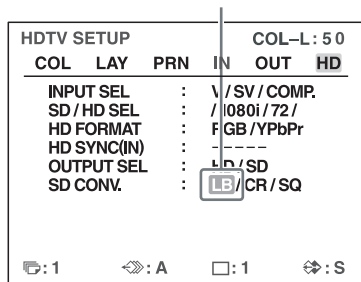 HDTV SETUP COL–L: 50
COL LAY PRN IN OUT HD
INPUT SEL : V / SV / COMP.
SD / HD SEL : / 1080i / 72 /
HD FORMAT : RGB / YPbPr
HD SYNC(IN) : ------
OUTPUT SEL : HD / SD
SD CONV. : LB / CR / SQ
: 1 : A : 1 : S